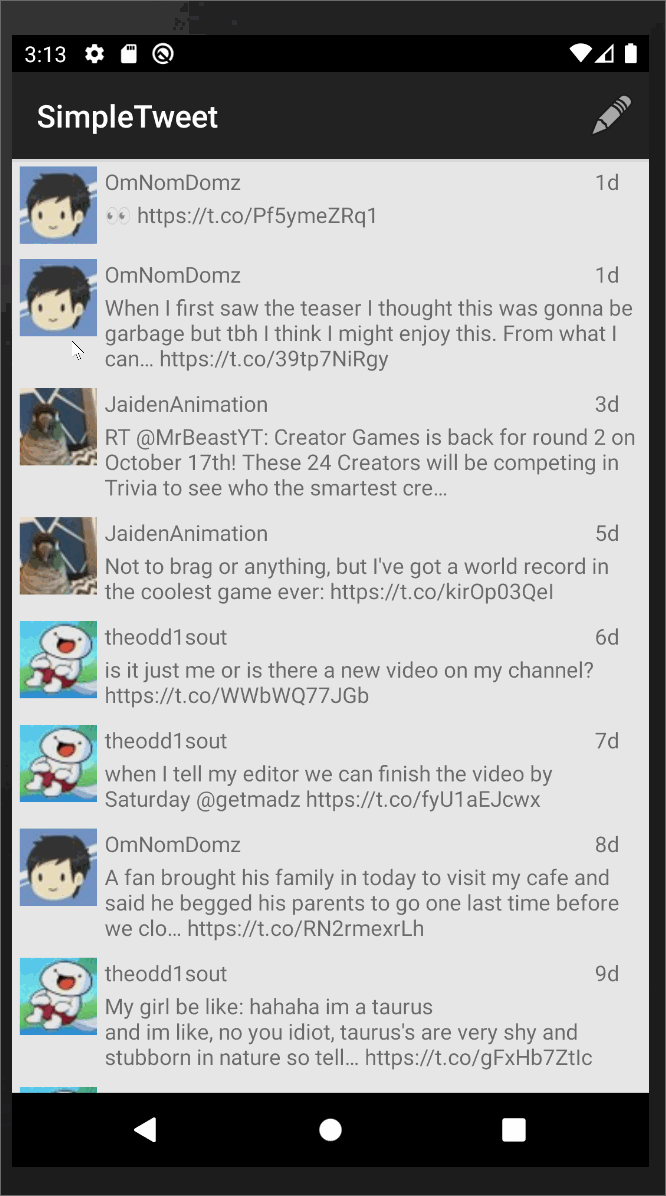 3:13
SimpleTweet
OmNomDomz 1d
👀 https://t.co/Pf5ymeZRq1
OmNomDomz 1d
When I first saw the teaser I thought this was gonna be
garbage but tbh I think I might enjoy this. From what I
can… https://t.co/39tp7NiRgy
JaidenAnimation 3d
RT @MrBeastYT: Creator Games is back for round 2 on
October 17th! These 24 Creators will be competing in
Trivia to see who the smartest cre…
JaidenAnimation 5d
Not to brag or anything, but I've got a world record in
the coolest game ever: https://t.co/kirOp03QeI
theodd1sout 6d
is it just me or is there a new video on my channel?
https://t.co/WWbWQ77JGb
theodd1sout 7d
when I tell my editor we can finish the video by
Saturday @getmadz https://t.co/fyU1aEJcwx
OmNomDomz 8d
A fan brought his family in today to visit my cafe and
said he begged his parents to go one last time before
we clo… https://t.co/RN2rmexrLh
theodd1sout 9d
My girl be like: hahaha im a taurus
and im like, no you idiot, taurus's are very shy and
stubborn in nature so tell… https://t.co/gFxHb7ZtIc